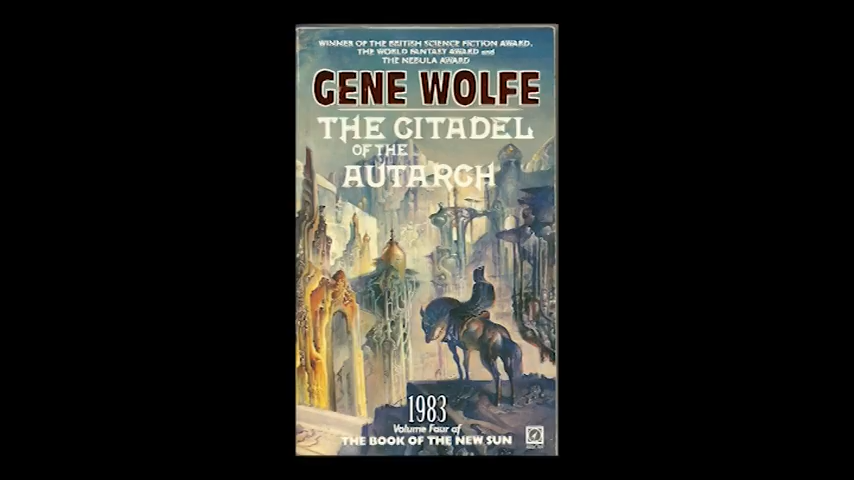 WINNER OF THE BRITISH SCIENCE FICTION AWARD,
THE WORLD FANTASY AWARD and
THE NEBULA AWARD
GENE WOLFE
THE CITADEL
OF THE
AUTARCH
1983
Volume Four of
THE BOOK OF THE NEW SUN